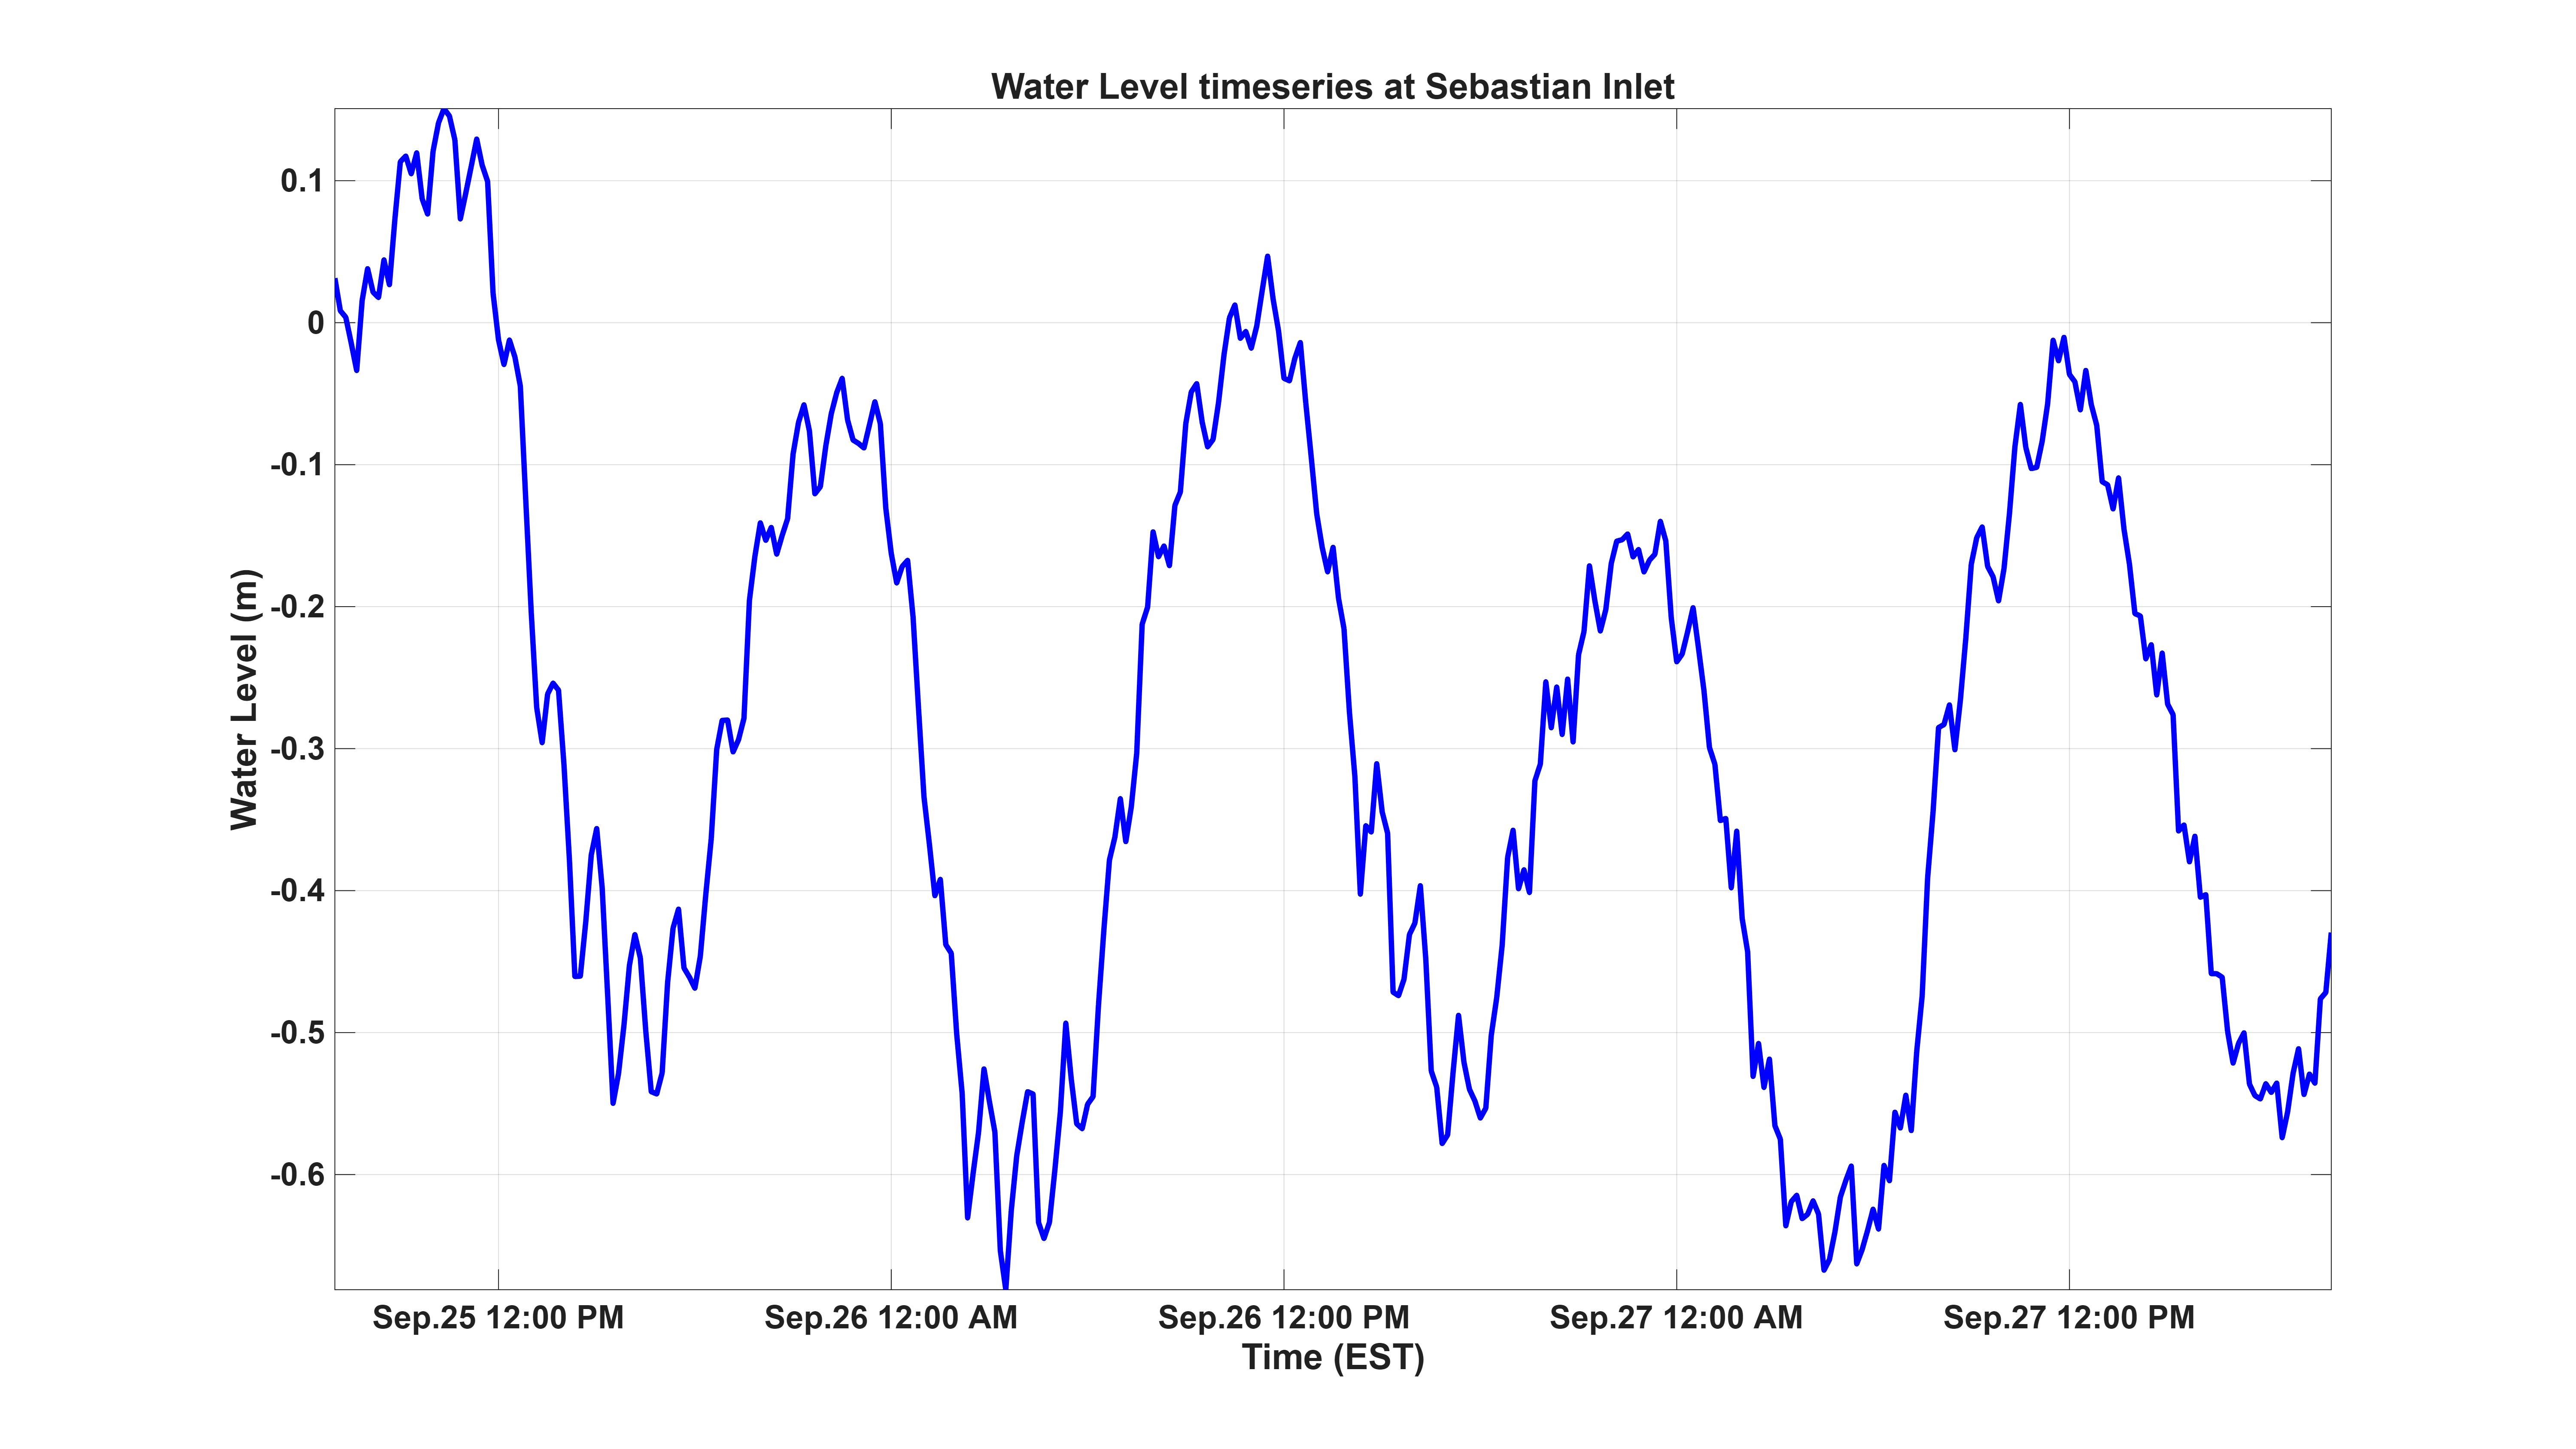 Water Level timeseries at Sebastian Inlet
0.1
0
-0.1
-0.2
-0.3
-0.4
-0.5
-0.6
Water Level (m)
Sep.25 12:00 PM
Sep.26 12:00 AM
Sep.26 12:00 PM
Sep.27 12:00 AM
Sep.27 12:00 PM
Time (EST)